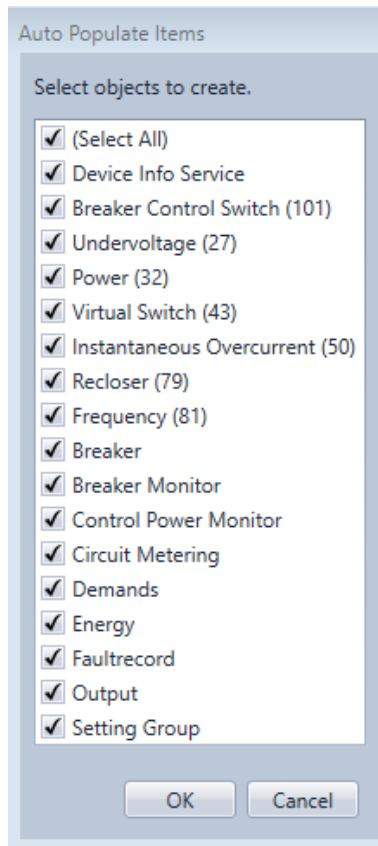 Auto Populate Items
Select objects to create.
(Select All)
Device Info Service
Breaker Control Switch (101)
Undervoltage (27)
Power (32)
Virtual Switch (43)
Instantaneous Overcurrent (50)
Recloser (79)
Frequency (81)
Breaker
Breaker Monitor
Control Power Monitor
Circuit Metering
Demands
Energy
Faultrecord
Output
Setting Group
OK Cancel